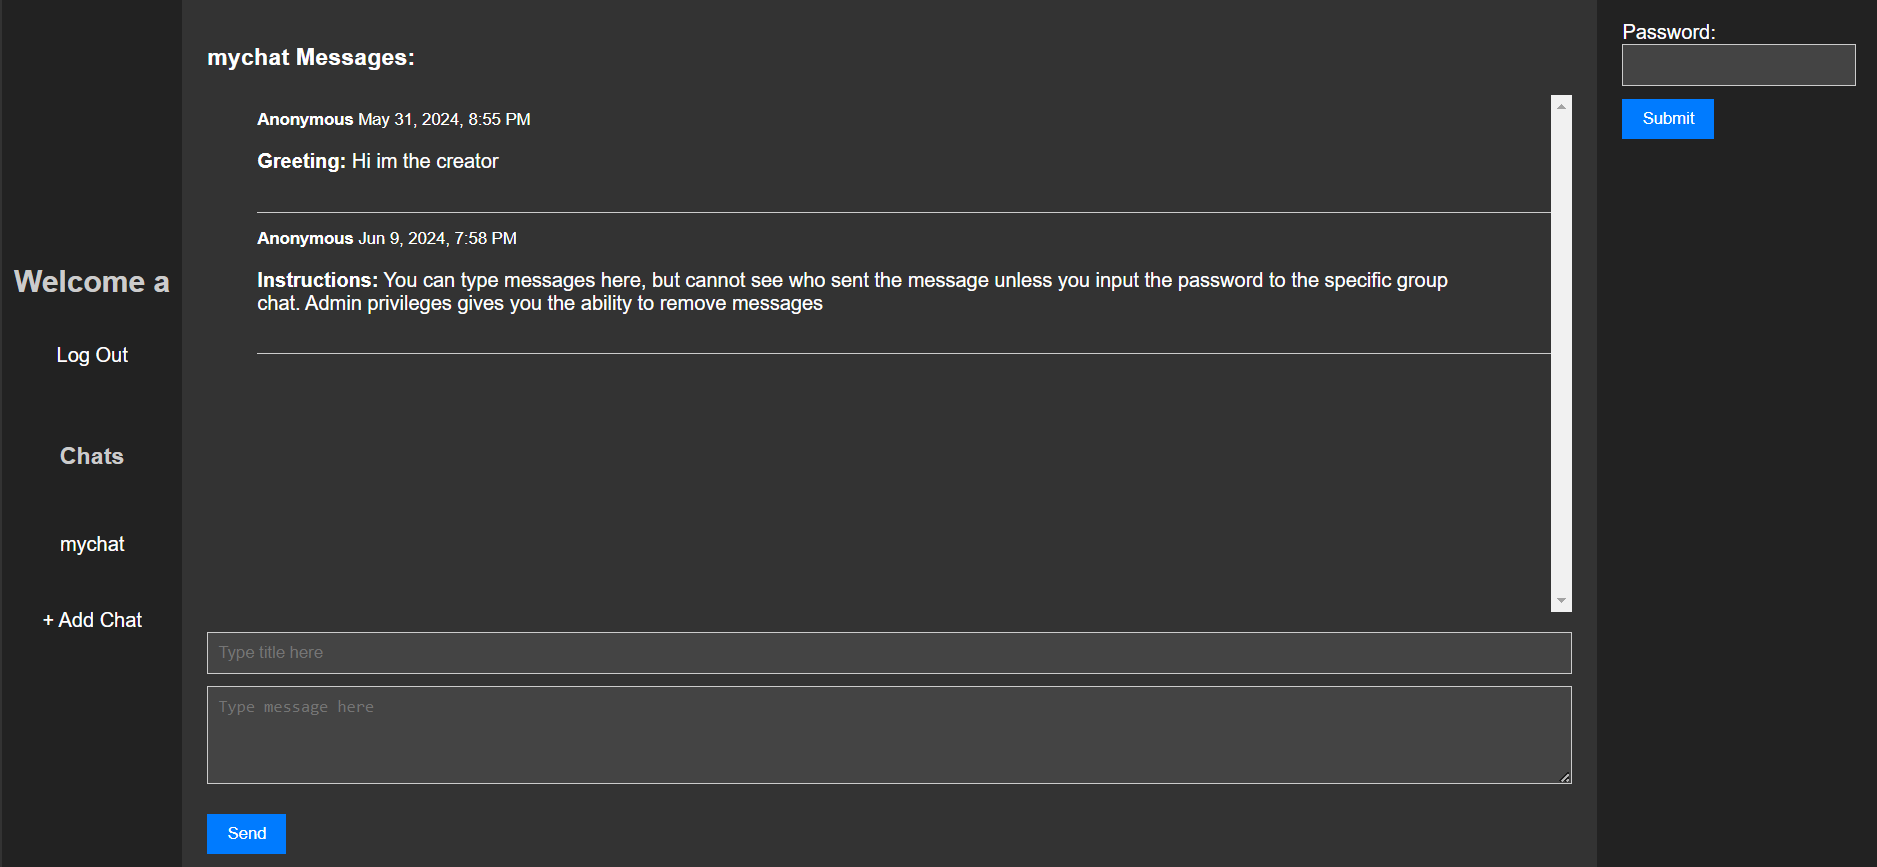 Welcome a
Log Out
Chats
mychat
+ Add Chat
mychat Messages:
Anonymous May 31, 2024, 8:55 PM
Greeting: Hi im the creator
Anonymous Jun 9, 2024, 7:58 PM
Instructions: You can type messages here, but cannot see who sent the message unless you input the password to the specific group
chat. Admin privileges gives you the ability to remove messages
Type title here
Type message here
Send
Password:
Submit